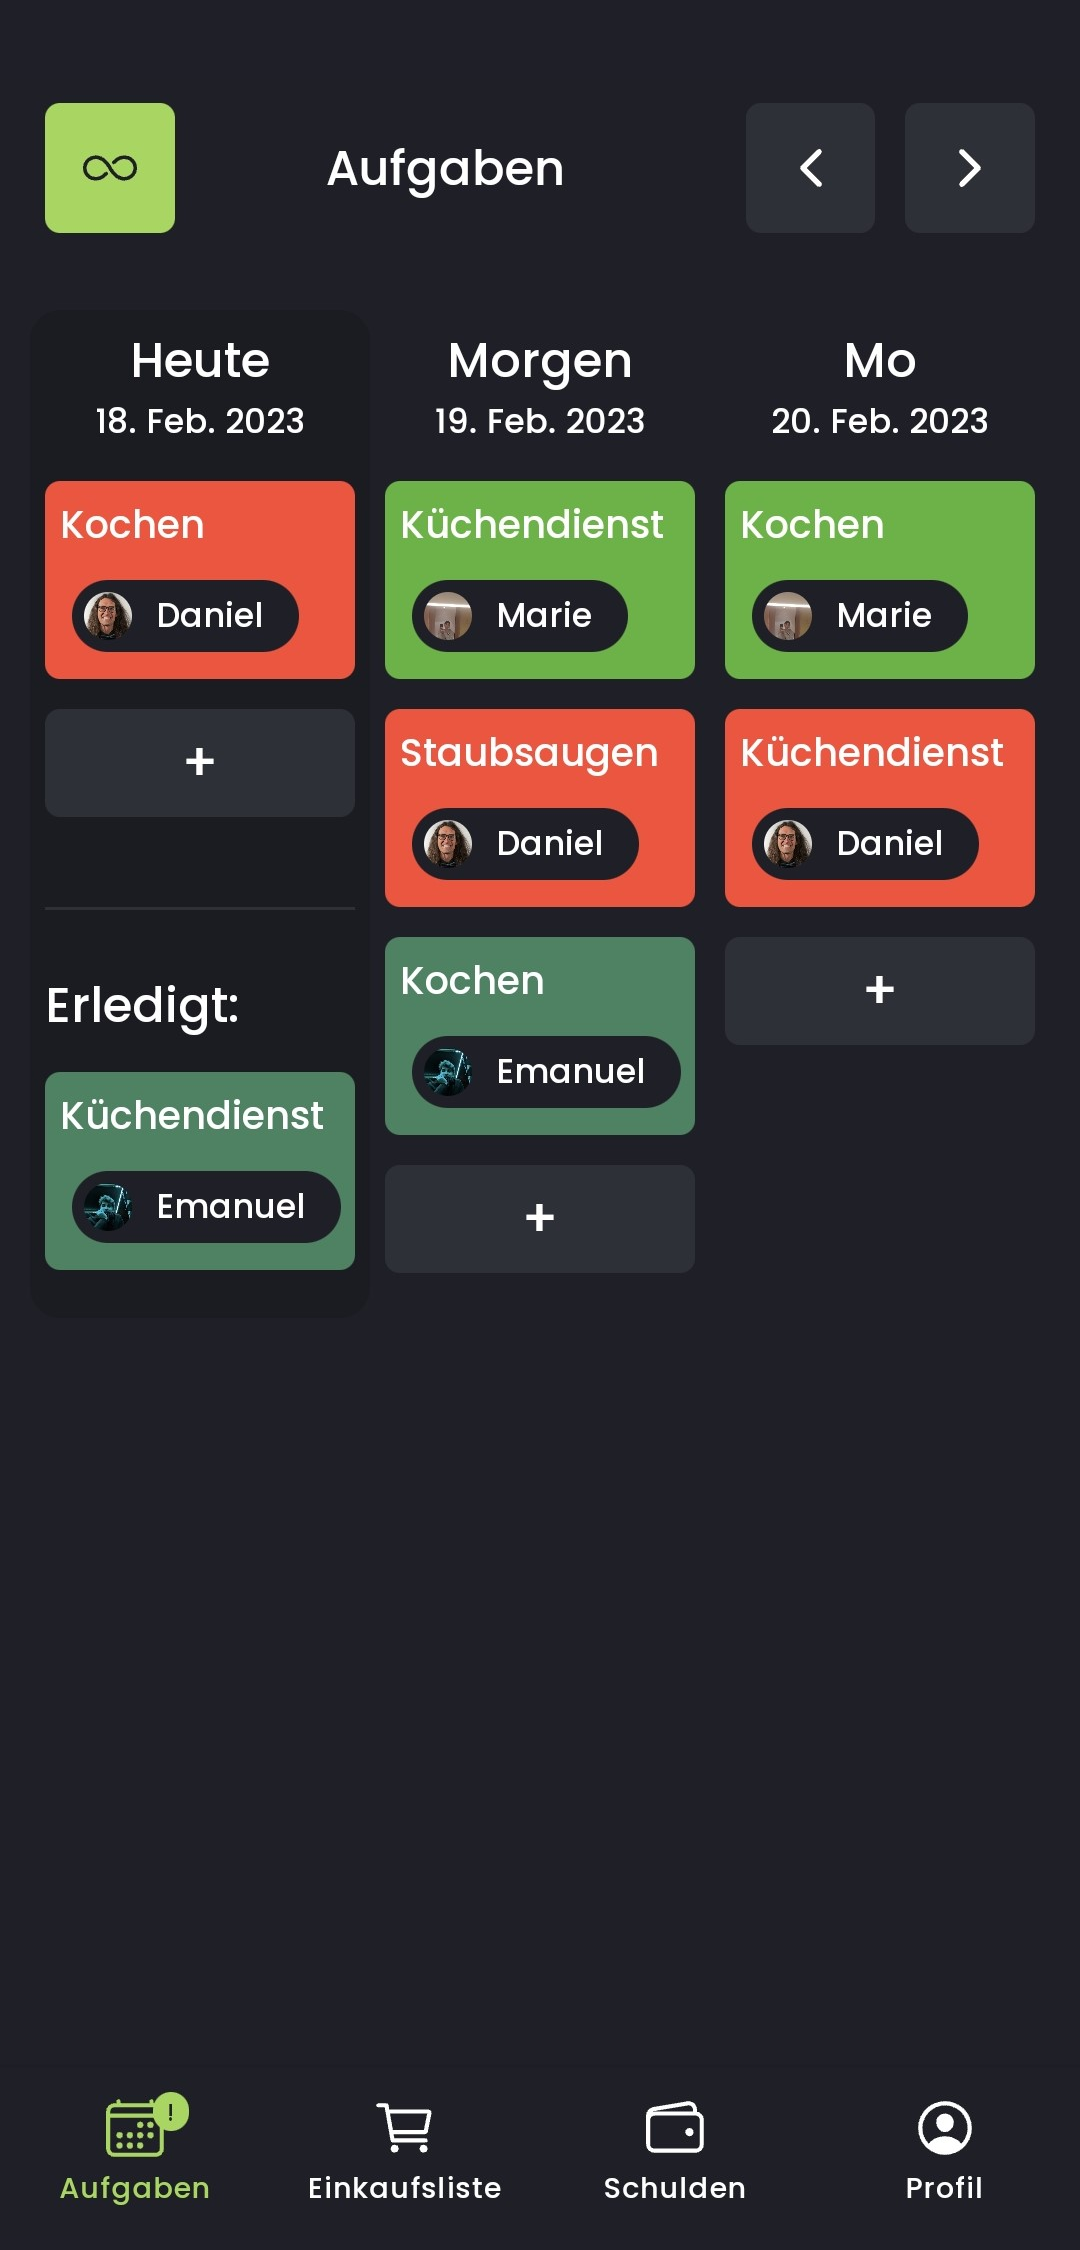 Aufgaben
Heute
18. Feb. 2023
Kochen
Daniel
+
Erledigt:
Küchendienst
Emanuel
Morgen
19. Feb. 2023
Küchendienst
Marie
Staubsaugen
Daniel
Kochen
Emanuel
+
Mo
20. Feb. 2023
Kochen
Marie
Küchendienst
Daniel
+
!
Aufgaben
Einkaufsliste
Schulden
Profil